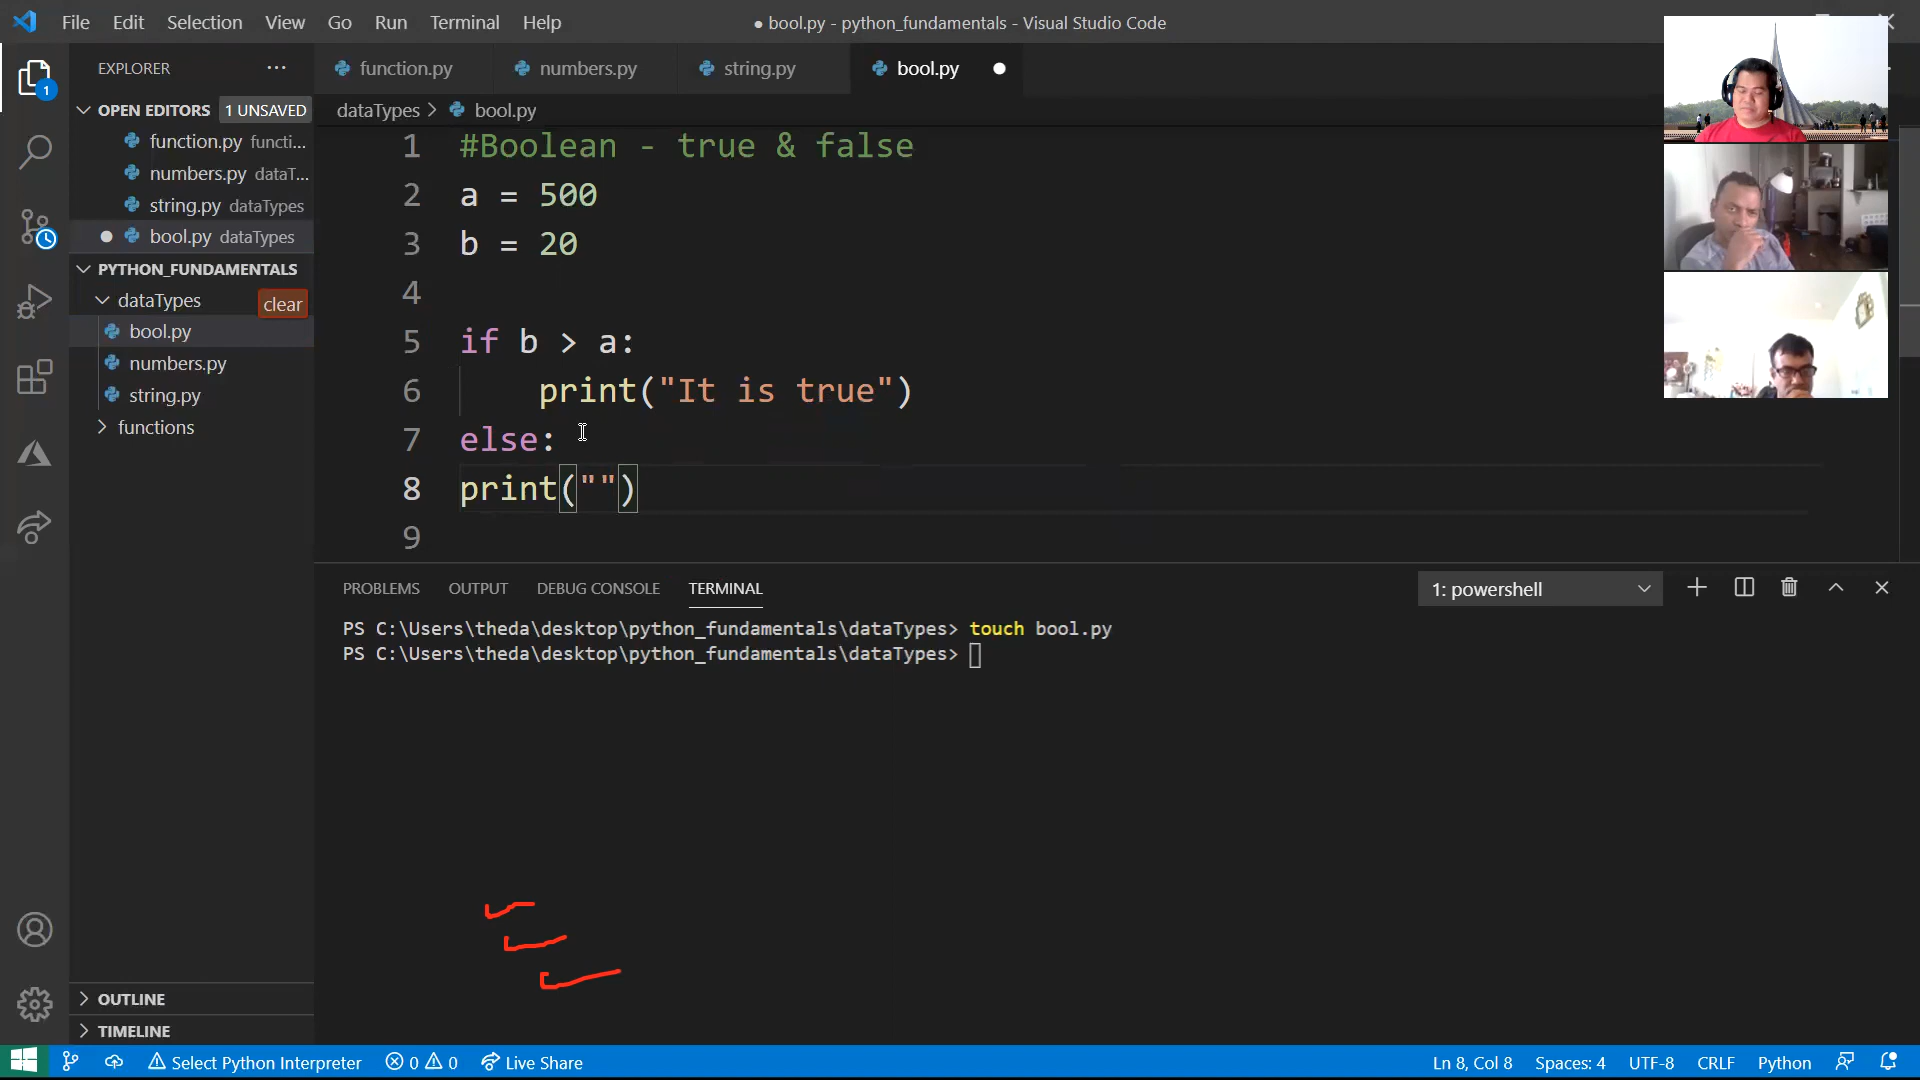 File Edit Selection View Go Run Terminal Help
● bool.py - python_fundamentals - Visual Studio Code
EXPLORER ···
OPEN EDITORS 1 UNSAVED
function.py functi...
numbers.py dataT...
string.py dataTypes
bool.py dataTypes
PYTHON_FUNDAMENTALS
dataTypes
clear
bool.py
numbers.py
string.py
functions
OUTLINE
TIMELINE
1
function.py numbers.py string.py bool.py
dataTypes > bool.py
1 #Boolean - true & false
2 a = 500
3 b = 20
4
5 if b > a:
6 print("It is true")
7 else:
8 print("")
9
PROBLEMS OUTPUT DEBUG CONSOLE TERMINAL
1: powershell
PS C:\Users\theda\desktop\python_fundamentals\dataTypes> touch bool.py
PS C:\Users\theda\desktop\python_fundamentals\dataTypes>
Select Python Interpreter 0 0 Live Share
Ln 8, Col 8 Spaces: 4 UTF-8 CRLF Python